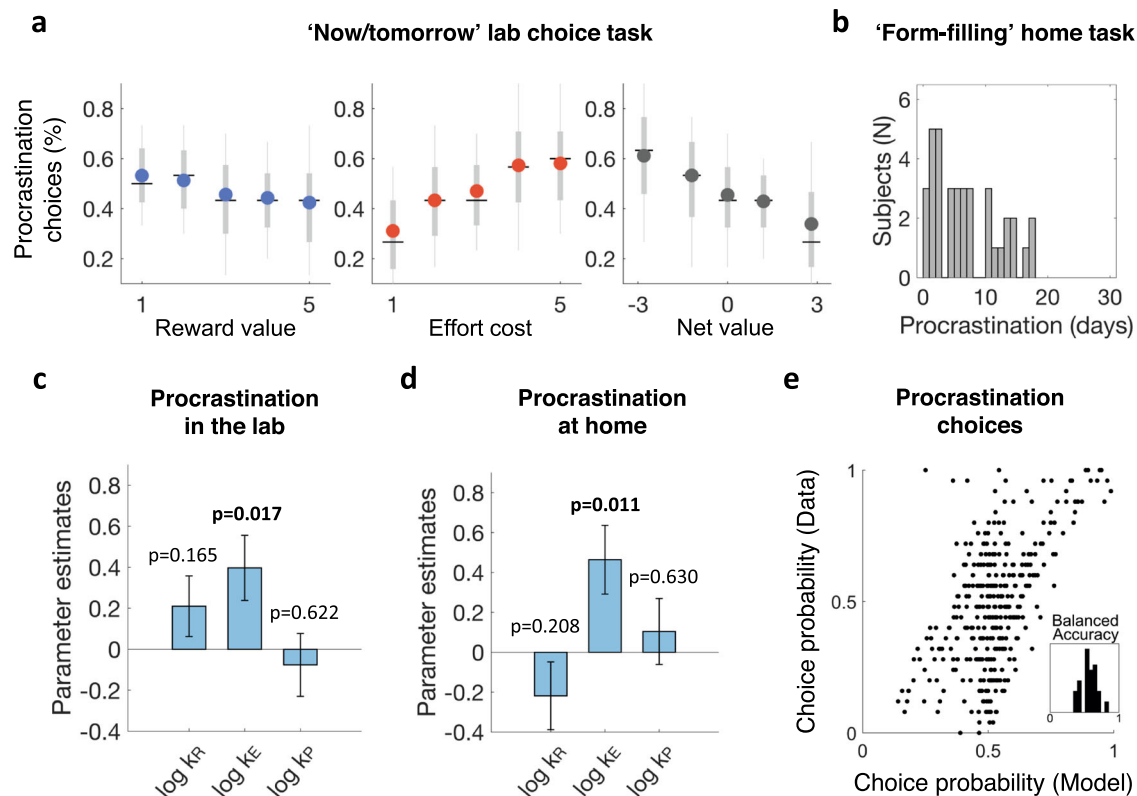 a
'Now/tomorrow' lab choice task
Procrastination
choices (%)
0.8
0.6
0.4
0.2
1
5
Reward value
0.8
0.6
0.4
0.2
1
5
Effort cost
0.8
0.6
0.4
0.2
-3
0
3
Net value
b
'Form-filling' home task
Subjects (N)
6
4
2
0
0
10
20
30
Procrastination (days)
c
Procrastination
in the lab
Parameter estimates
0.8
0.6
0.4
0.2
0
-0.2
-0.4
p=0.165
p=0.017
p=0.622
log kR
log kE
log kP
d
Procrastination
at home
Parameter estimates
0.8
0.6
0.4
0.2
0
-0.2
-0.4
p=0.208
p=0.011
p=0.630
log kR
log kE
log kP
e
Procrastination
choices
Choice probability (Data)
1
0.5
0
0
0.5
1
Choice probability (Model)
Balanced
Accuracy
0
1